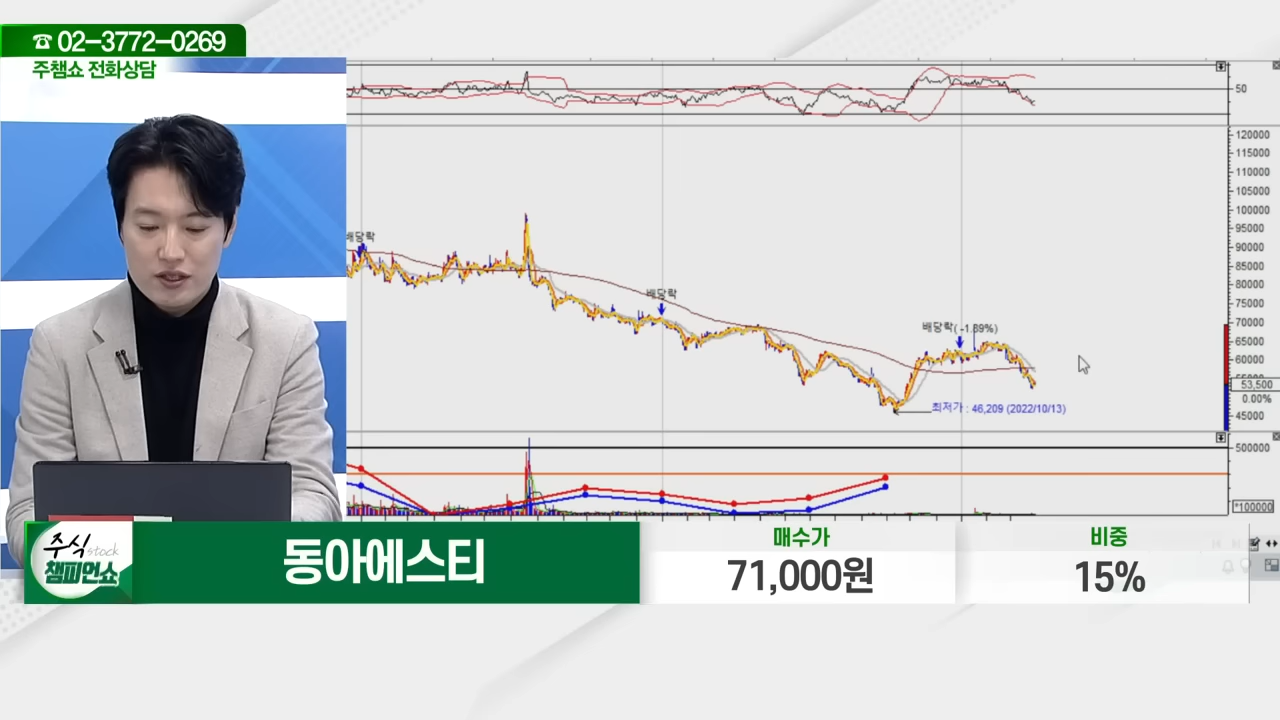 ☎ 02-3772-0269
주챔쇼 전화상담
50
120000
115000
110000
105000
100000
95000
90000
85000
80000
75000
70000
65000
60000
55000
53,500
0.00%
45000
배당락
배당락
배당락( -1.89%)
최저가 : 46,209 (2022/10/13)
500000
*100000
주식 stock
챔피언쇼
동아에스티
매수가
71,000원
비중
15%